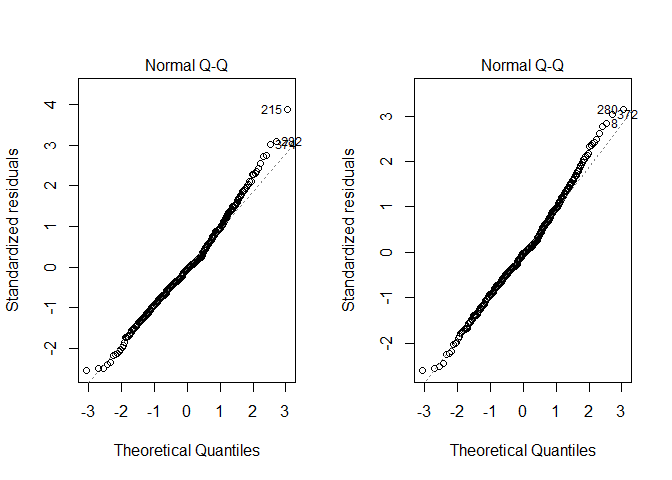 Normal Q-Q
Standardized residuals
4
3
2
1
0
-1
-2
215
-3 -2 -1 0 1 2 3
Theoretical Quantiles
Normal Q-Q
Standardized residuals
3
2
1
0
-1
-2
280
372
8
-3 -2 -1 0 1 2 3
Theoretical Quantiles